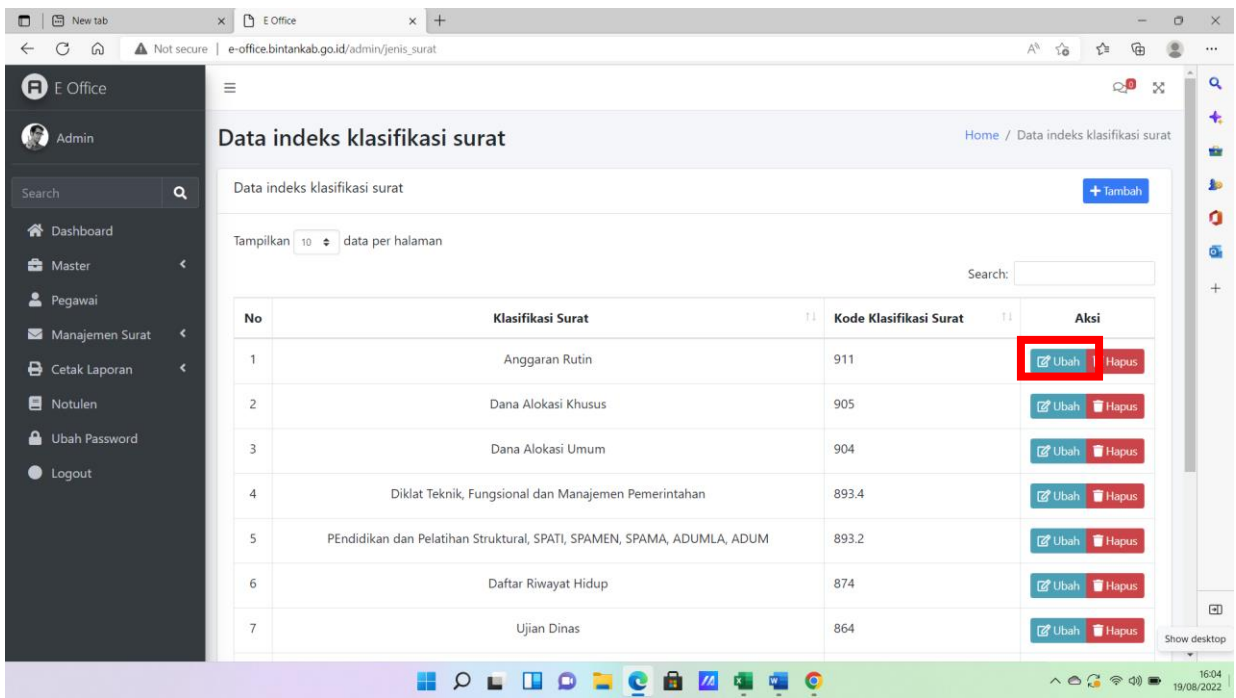 New tab
E Office
Not secure
e-office.bintankab.go.id/admin/jenis_surat
E Office
0
Admin
Data indeks klasifikasi surat
Home / Data indeks klasifikasi surat
Search
Data indeks klasifikasi surat
+ Tambah
Dashboard
Tampilkan 10 data per halaman
Master
Search:
Pegawai
No Klasifikasi Surat Kode Klasifikasi Surat Aksi
Manajemen Surat
1 Anggaran Rutin 911 Ubah Hapus
Cetak Laporan
Notulen
2 Dana Alokasi Khusus 905 Ubah Hapus
Ubah Password
3 Dana Alokasi Umum 904 Ubah Hapus
Logout
4 Diklat Teknik, Fungsional dan Manajemen Pemerintahan 893.4 Ubah Hapus
5 PEndidikan dan Pelatihan Struktural, SPATI, SPAMEN, SPAMA, ADUMLA, ADUM 893.2 Ubah Hapus
6 Daftar Riwayat Hidup 874 Ubah Hapus
7 Ujian Dinas 864 Ubah Hapus
Show desktop
16:04
19/08/2022